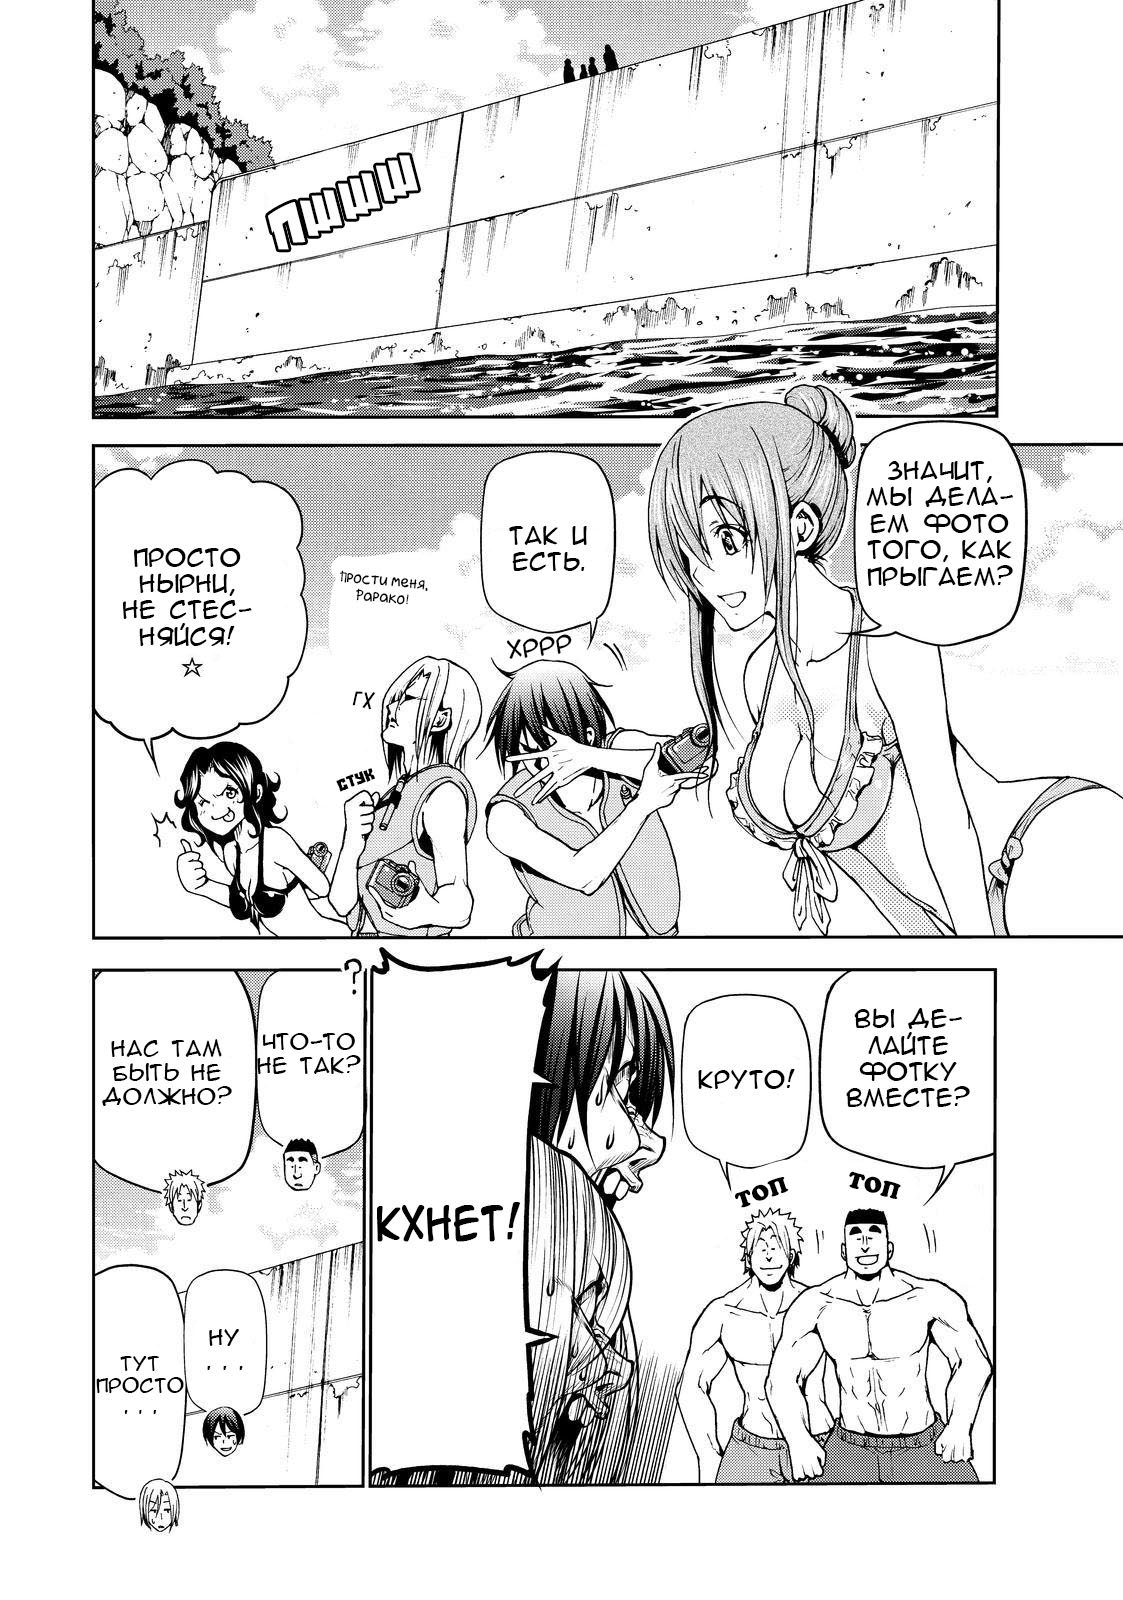 ПШШШ
ЗНАЧИТ,
МЫ ДЕЛА-
ЕМ ФОТО
ТОГО, КАК
ПРЫГАЕМ?
ТАК И
ЕСТЬ.
ХРРР
Прости меня,
Рарако!
ГХ
СТУК
ПРОСТО
НЫРНИ,
НЕ СТЕС-
НЯЙСЯ!
☆
ВЫ ДЕ-
ЛАЙТЕ
ФОТКУ
ВМЕСТЕ?
КРУТО!
ТОП
ТОП
КХНЕТ!
?
ЧТО-ТО
НЕ ТАК?
НАС ТАМ
БЫТЬ НЕ
ДОЛЖНО?
НУ
...
ТУТ
ПРОСТО
...